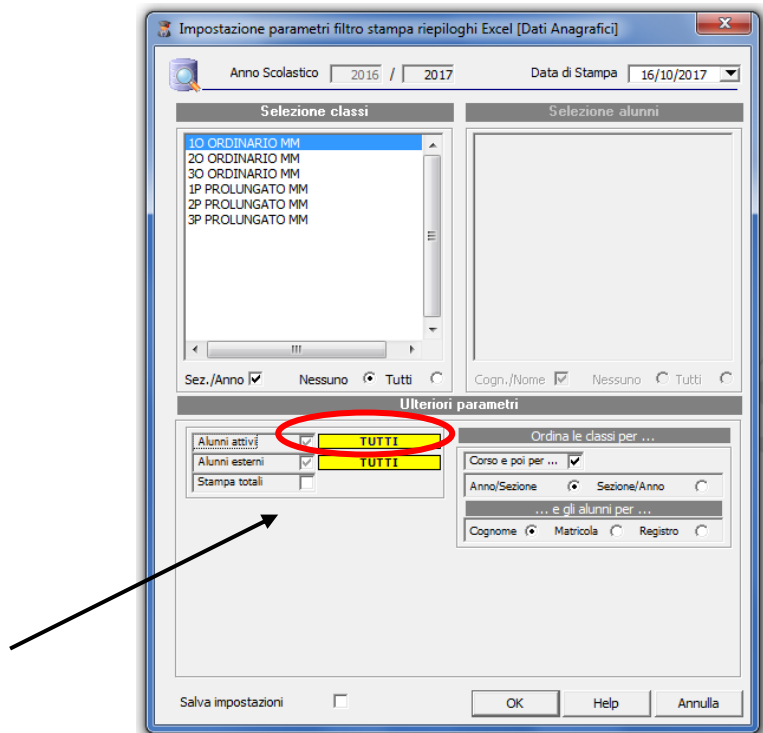 Impostazione parametri filtro stampa riepiloghi Excel [Dati Anagrafici]
Anno Scolastico 2016 / 2017 Data di Stampa 16/10/2017
Selezione classi
1O ORDINARIO MM
2O ORDINARIO MM
3O ORDINARIO MM
1P PROLUNGATO MM
2P PROLUNGATO MM
3P PROLUNGATO MM
Sez./Anno Nessuno Tutti
Selezione alunni
Cogn./Nome Nessuno Tutti
Ulteriori parametri
Alunni attivi TUTTI
Alunni esterni TUTTI
Stampa totali
Ordina le classi per ...
Corso e poi per ...
Anno/Sezione Sezione/Anno
... e gli alunni per ...
Cognome Matricola Registro
Salva impostazioni OK Help Annulla